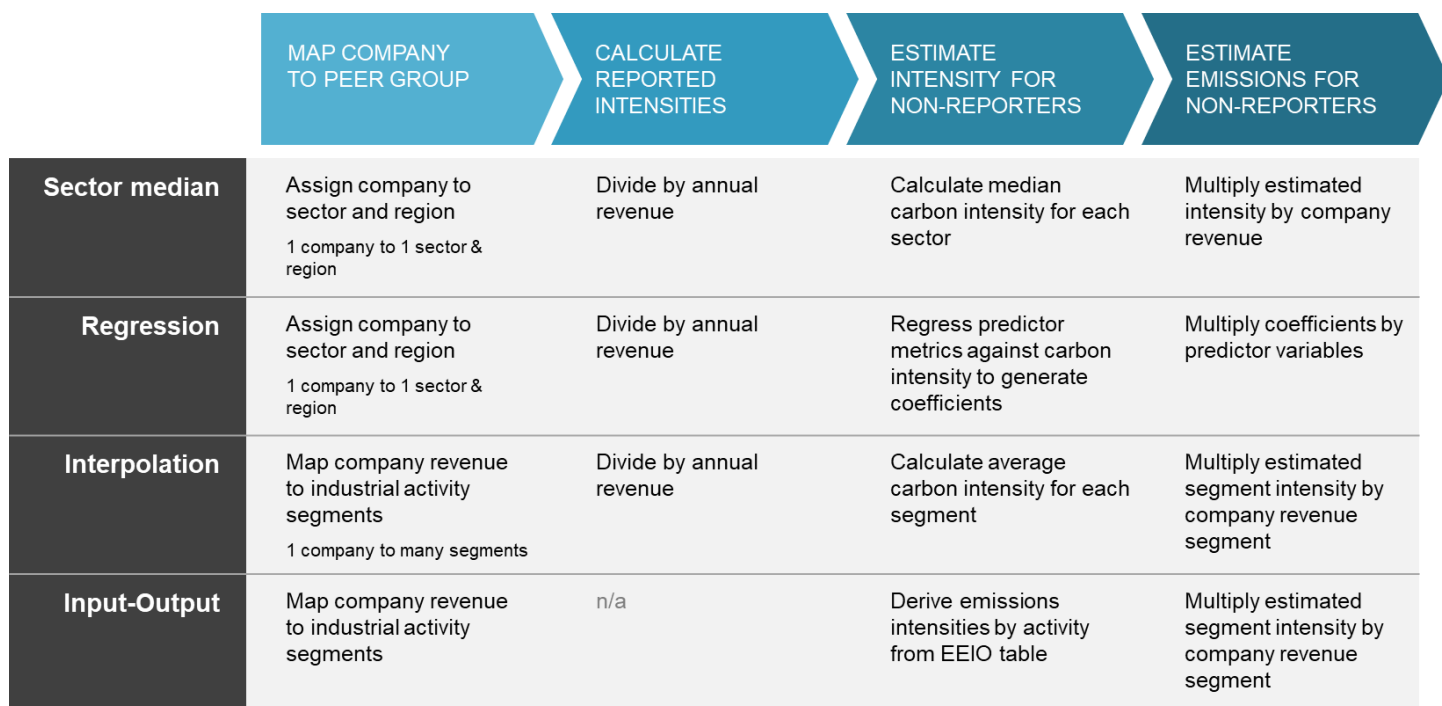 MAP COMPANY
TO PEER GROUP
CALCULATE
REPORTED
INTENSITIES
ESTIMATE
INTENSITY FOR
NON-REPORTERS
ESTIMATE
EMISSIONS FOR
NON-REPORTERS
Sector median
Assign company to
sector and region
1 company to 1 sector &
region
Divide by annual
revenue
Calculate median
carbon intensity for each
sector
Multiply estimated
intensity by company
revenue
Regression
Assign company to
sector and region
1 company to 1 sector &
region
Divide by annual
revenue
Regress predictor
metrics against carbon
intensity to generate
coefficients
Multiply coefficients by
predictor variables
Interpolation
Map company revenue
to industrial activity
segments
1 company to many segments
Divide by annual
revenue
Calculate average
carbon intensity for each
segment
Multiply estimated
segment intensity by
company revenue
segment
Input-Output
Map company revenue
to industrial activity
segments
n/a
Derive emissions
intensities by activity
from EEIO table
Multiply estimated
segment intensity by
company revenue
segment